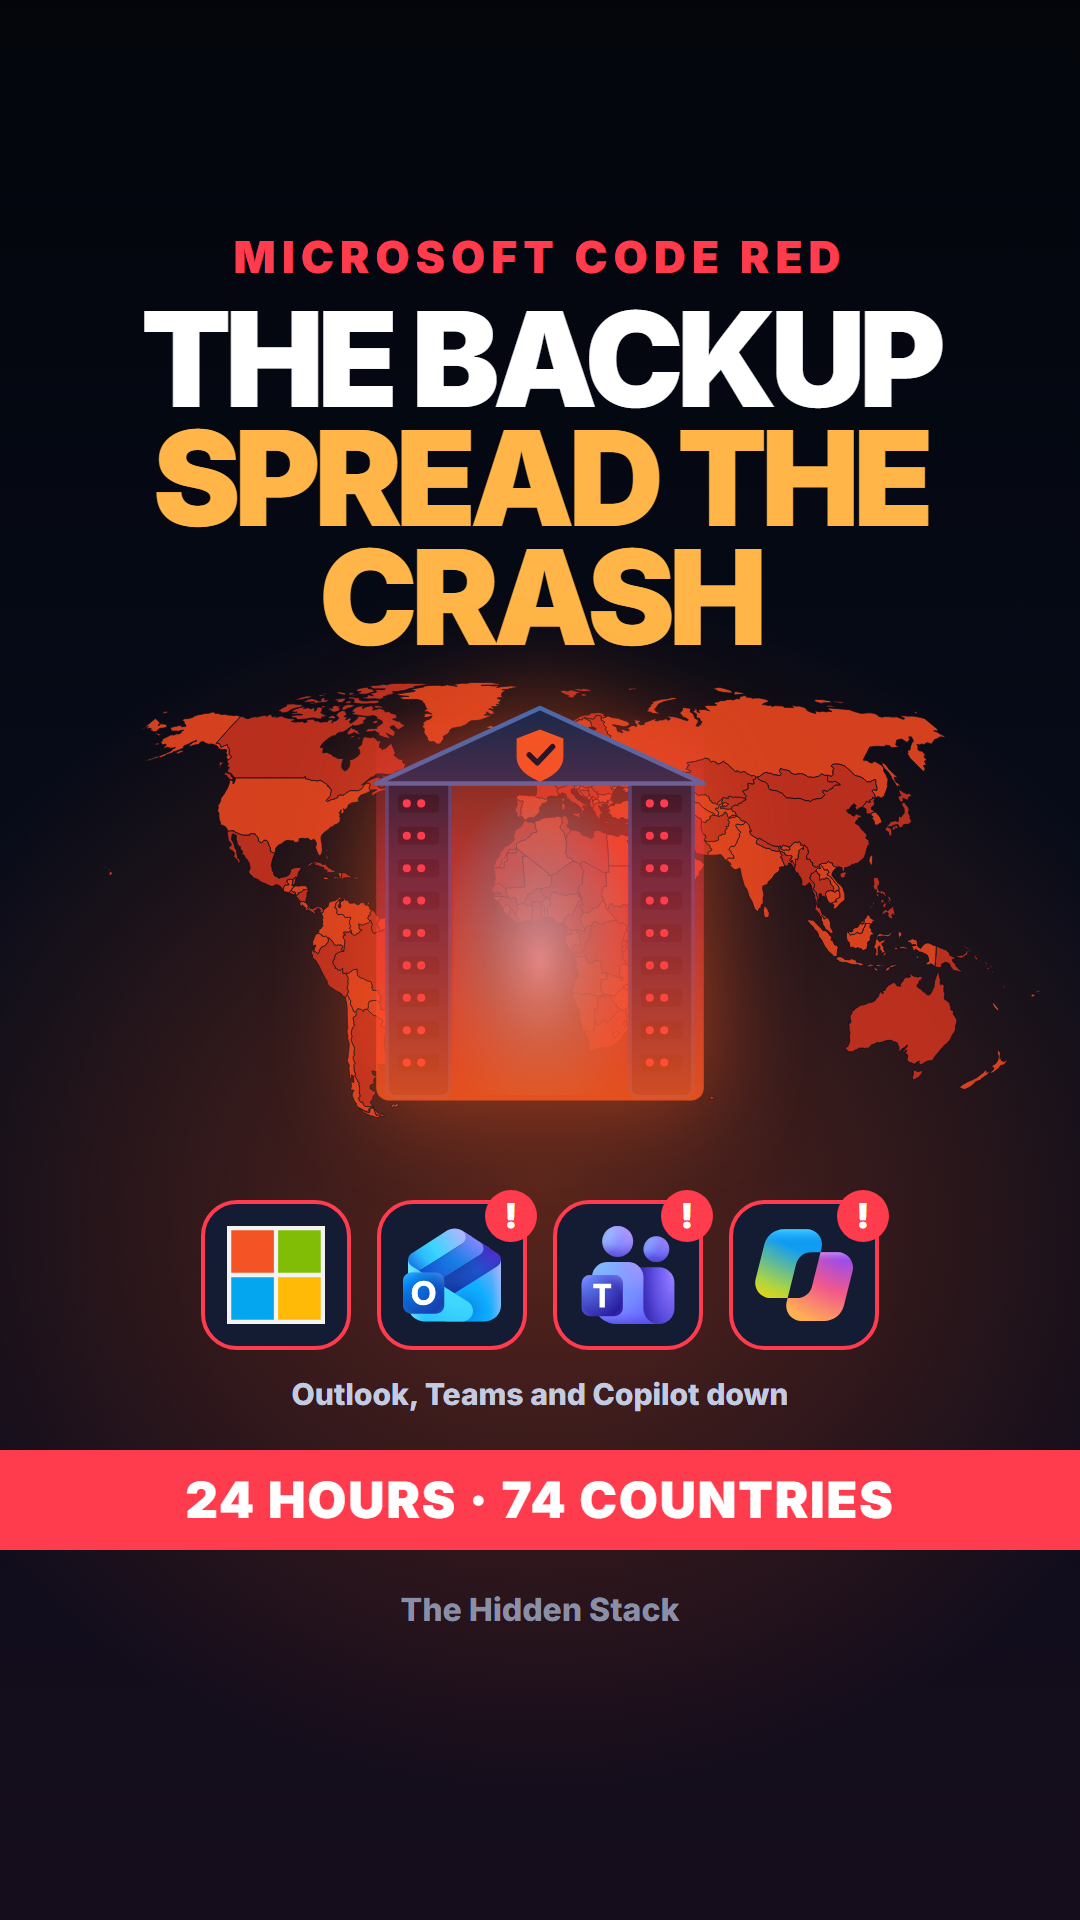 MICROSOFT CODE RED
THE BACKUP
SPREAD THE
CRASH
! ! !
O T
Outlook, Teams and Copilot down
24 HOURS · 74 COUNTRIES
The Hidden Stack